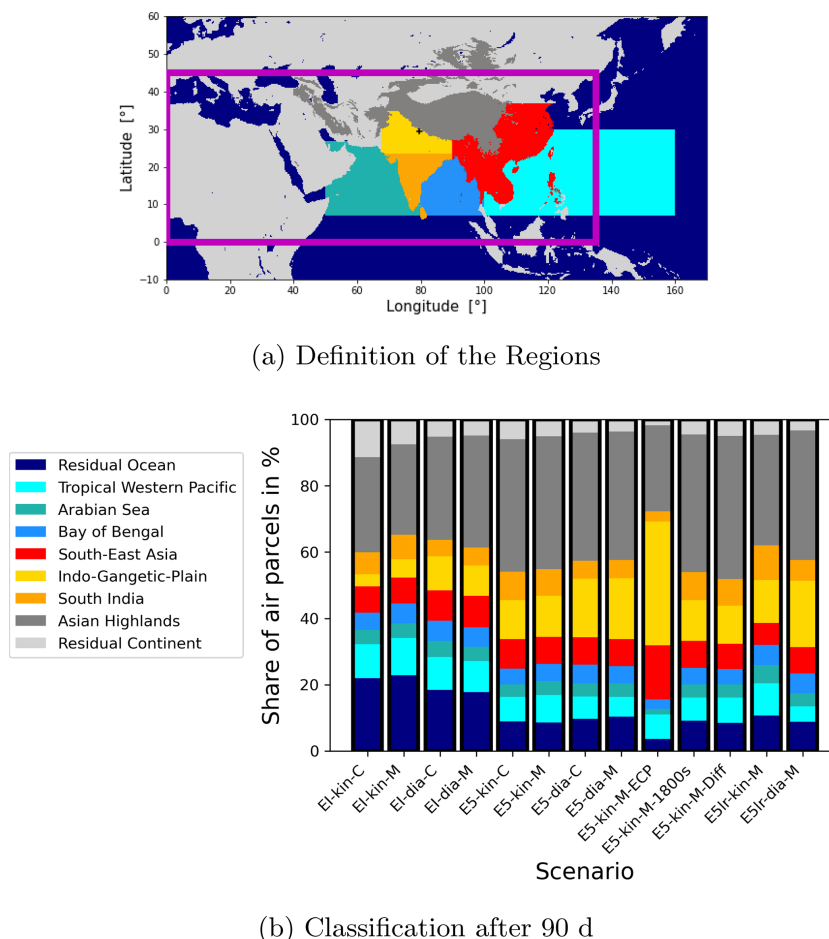 60
50
40
30
20
10
0
−10
Latitude [°]
0 20 40 60 80 100 120 140 160
Longitude [°]
(a) Definition of the Regions
Residual Ocean
Tropical Western Pacific
Arabian Sea
Bay of Bengal
South-East Asia
Indo-Gangetic-Plain
South India
Asian Highlands
Residual Continent
100
80
60
40
20
0
Share of air parcels in %
EI-kin-C
EI-kin-M
EI-dia-C
EI-dia-M
E5-kin-C
E5-kin-M
E5-dia-C
E5-dia-M
E5-kin-M-ECP
E5-kin-M-1800s
E5-kin-M-Diff
E5lr-kin-M
E5lr-dia-M
Scenario
(b) Classification after 90 d